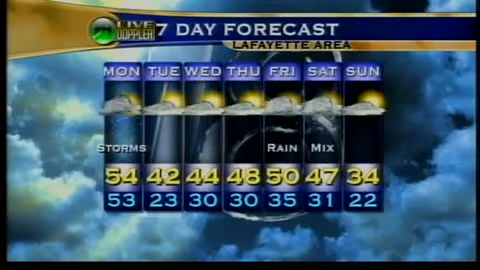 LIVE DOPPLER 7 DAY FORECAST
LAFAYETTE AREA
MON TUE WED THU FRI SAT SUN
STORMS RAIN MIX
54 42 44 48 50 47 34
53 23 30 30 35 31 22